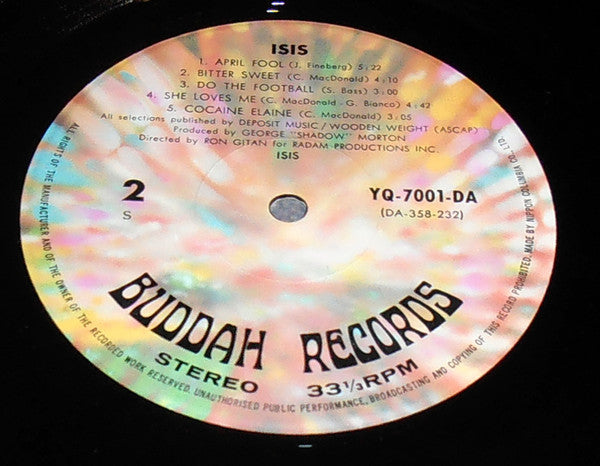 ISIS
1. APRIL FOOL (J. Fineberg) 5:22
2. BITTER SWEET (C. MacDonald) 4:10
3. DO THE FOOTBALL (S. Bass) 3:00
4. SHE LOVES ME (C. MacDonald - G. Bianco) 4:42
5. COCAINE ELAINE (C. MacDonald) 3:05
All selections published by DEPOSIT MUSIC / WOODEN WEIGHT (ASCAP)
Produced by GEORGE "SHADOW" MORTON
Directed by RON GITAN for RADAM PRODUCTIONS INC.
ISIS
2
S
YQ-7001-DA
(DA-358-232)
BUDDAH RECORDS
STEREO
33 1/3 RPM
ALL RIGHTS OF THE MANUFACTURER AND OF THE OWNER OF THE RECORDED WORK RESERVED. UNAUTHORISED PUBLIC PERFORMANCE, BROADCASTING AND COPYING OF THIS RECORD PROHIBITED. MADE BY NIPPON COLUMBIA CO., LTD.